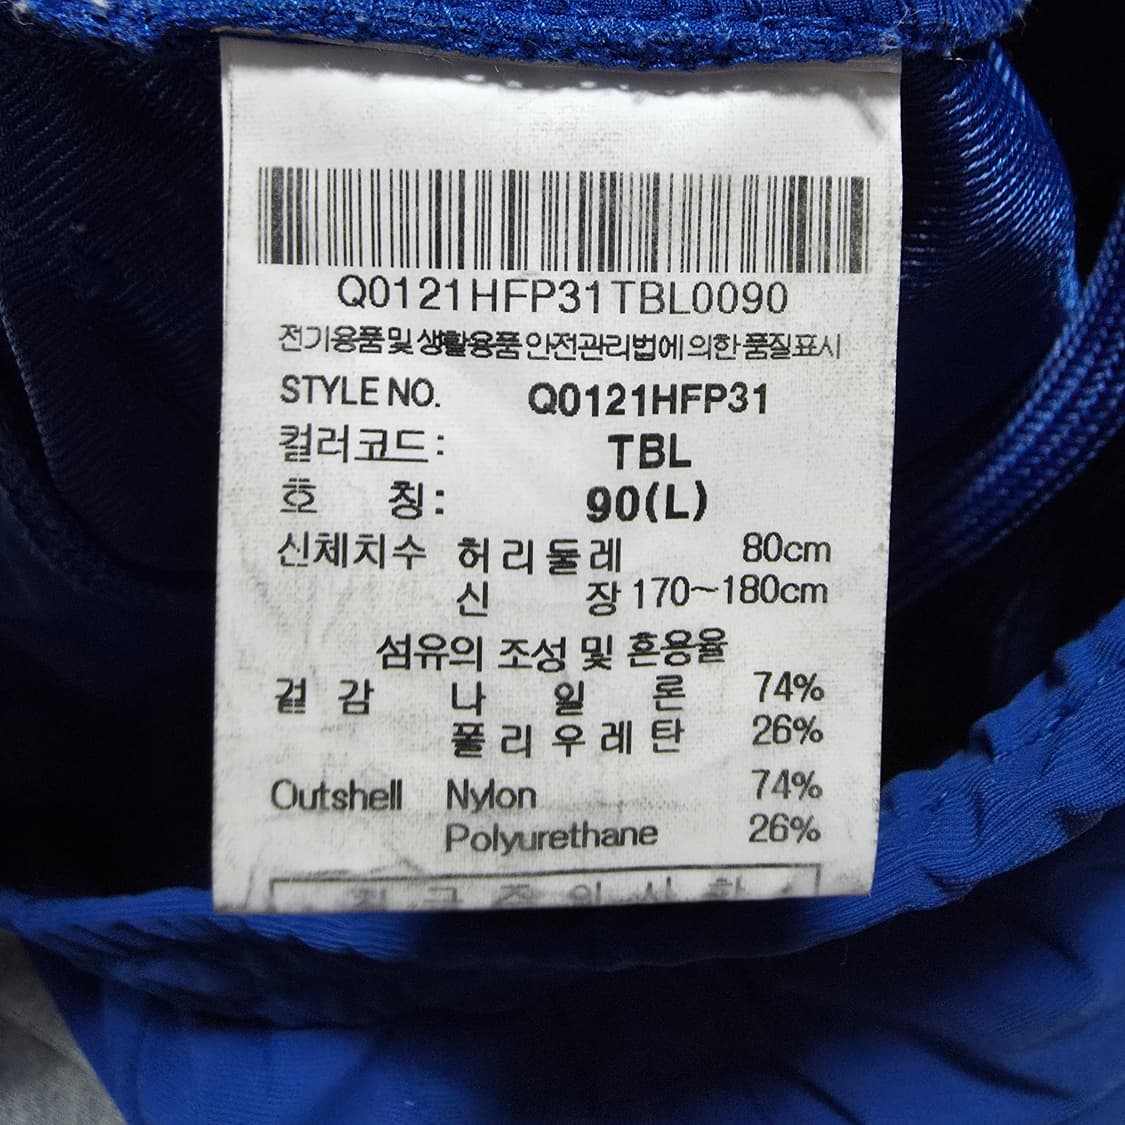 Q0121HFP31TBL0090
전기용품및생활용품안전관리법에의한품질표시
STYLE NO. Q0121HFP31
컬러코드: TBL
호 칭: 90(L)
신체치수 허리둘레 80cm
신 장 170~180cm
섬유의 조성 및 혼용율
겉 감 나 일 론 74%
폴리우레탄 26%
Outshell Nylon 74%
Polyurethane 26%